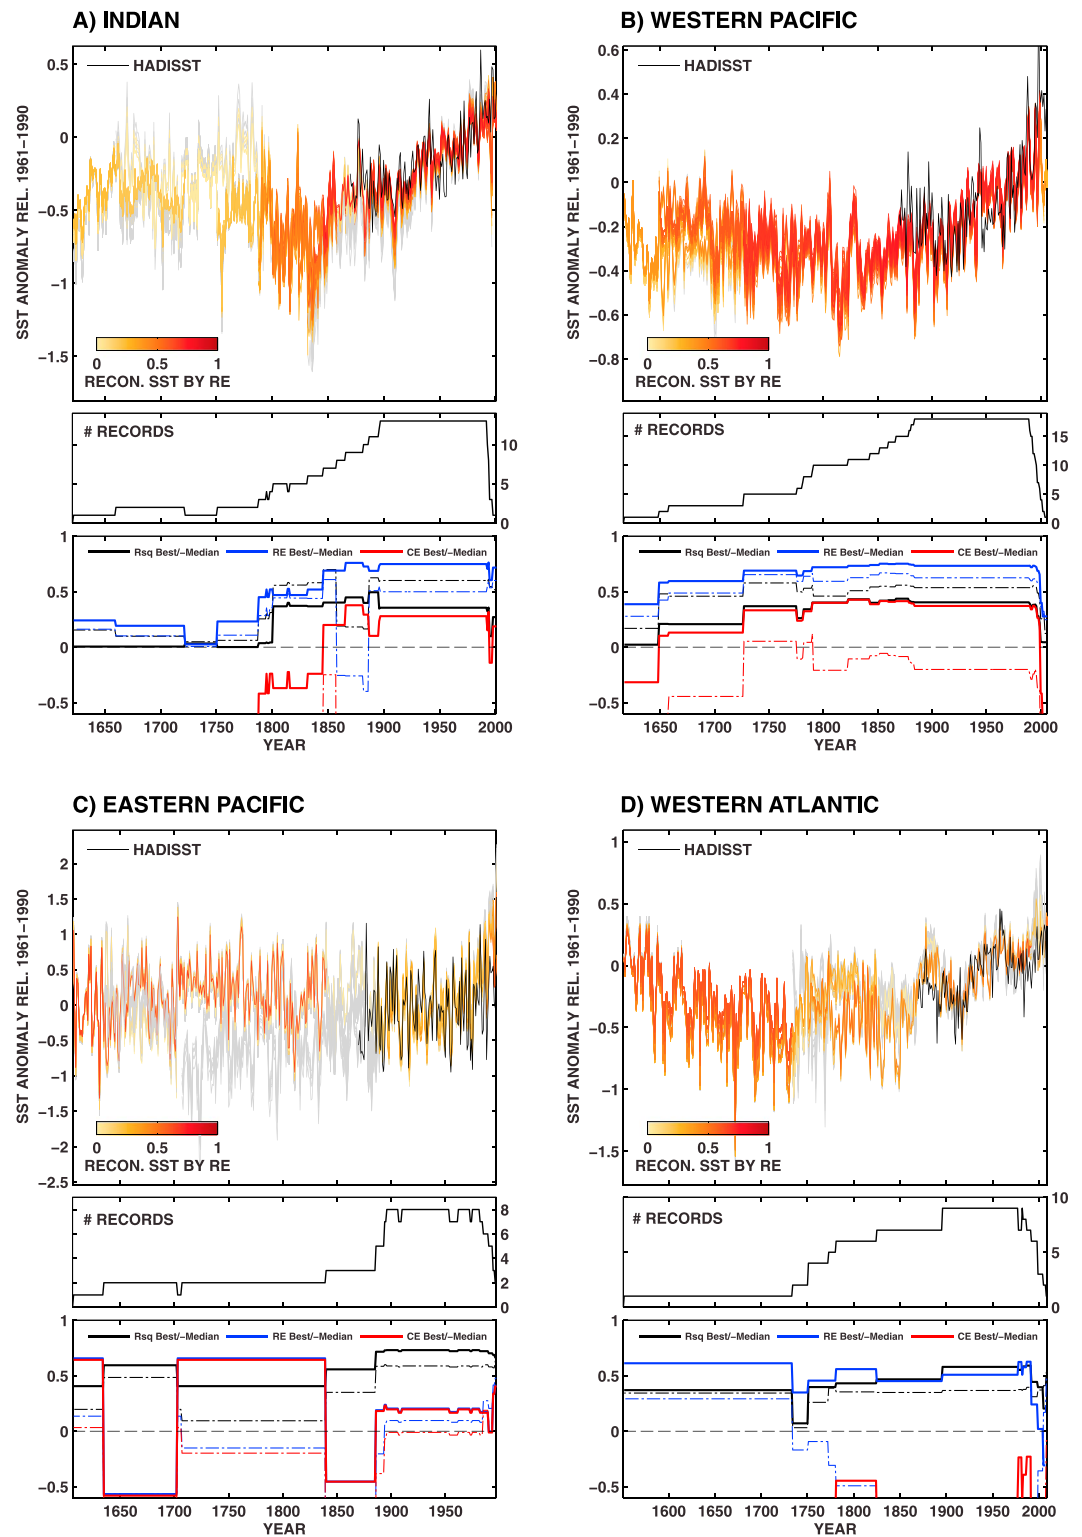 A) INDIAN
HADISST
SST ANOMALY REL. 1961–1990
0.5
0
−0.5
−1
−1.5
0 0.5 1
RECON. SST BY RE
# RECORDS
10
5
0
Rsq Best/−Median RE Best/−Median CE Best/−Median
1
0.5
0
−0.5
1650 1700 1750 1800 1850 1900 1950 2000
YEAR
B) WESTERN PACIFIC
HADISST
SST ANOMALY REL. 1961−1990
0.6
0.4
0.2
0
−0.2
−0.4
−0.6
−0.8
0 0.5 1
RECON. SST BY RE
# RECORDS
15
10
5
0
Rsq Best/−Median RE Best/−Median CE Best/−Median
1
0.5
0
−0.5
1650 1700 1750 1800 1850 1900 1950 2000
YEAR
C) EASTERN PACIFIC
HADISST
SST ANOMALY REL. 1961−1990
2
1.5
1
0.5
0
−0.5
−1
−1.5
−2
−2.5
0 0.5 1
RECON. SST BY RE
# RECORDS
8
6
4
2
0
Rsq Best/−Median RE Best/−Median CE Best/−Median
1
0.5
0
−0.5
1650 1700 1750 1800 1850 1900 1950
YEAR
D) WESTERN ATLANTIC
HADISST
SST ANOMALY REL. 1961−1990
1
0.5
0
−0.5
−1
−1.5
0 0.5 1
RECON. SST BY RE
# RECORDS
10
5
0
Rsq Best/−Median RE Best/−Median CE Best/−Median
1
0.5
0
−0.5
1600 1650 1700 1750 1800 1850 1900 1950 2000
YEAR